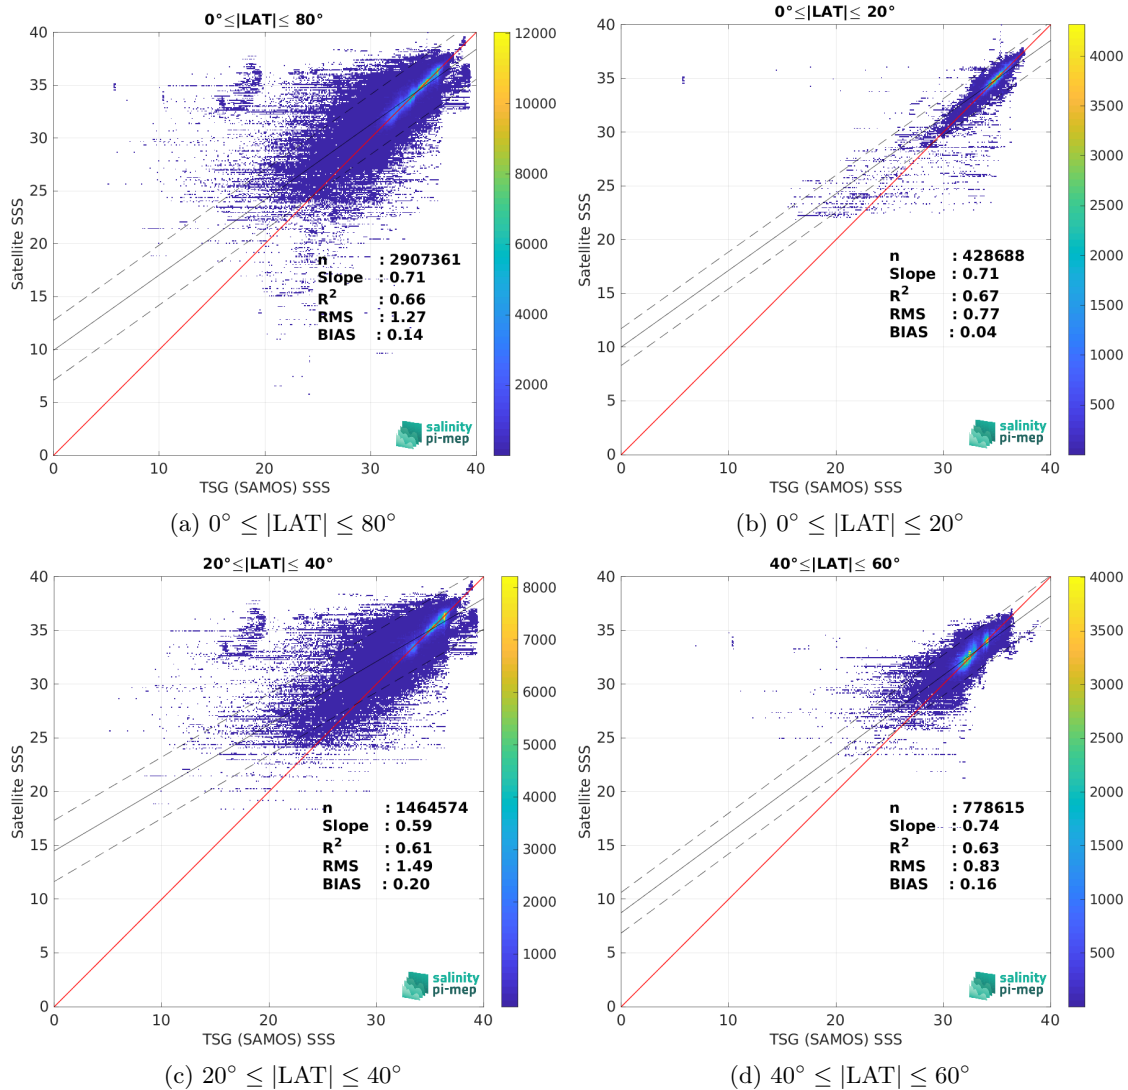 0°≤|LAT|≤ 80°
40
35
30
25
20
15
10
5
0
Satellite SSS
n : 2907361
Slope : 0.71
R2 : 0.66
RMS : 1.27
BIAS : 0.14
salinity
pi-mep
0 10 20 30 40
TSG (SAMOS) SSS
12000
10000
8000
6000
4000
2000
(a) 0° ≤ |LAT| ≤ 80°
0°≤|LAT|≤ 20°
40
35
30
25
20
15
10
5
0
Satellite SSS
n : 428688
Slope : 0.71
R2 : 0.67
RMS : 0.77
BIAS : 0.04
salinity
pi-mep
0 10 20 30 40
TSG (SAMOS) SSS
4000
3500
3000
2500
2000
1500
1000
500
(b) 0° ≤ |LAT| ≤ 20°
20°≤|LAT|≤ 40°
40
35
30
25
20
15
10
5
0
Satellite SSS
n : 1464574
Slope : 0.59
R2 : 0.61
RMS : 1.49
BIAS : 0.20
salinity
pi-mep
0 10 20 30 40
TSG (SAMOS) SSS
8000
7000
6000
5000
4000
3000
2000
1000
(c) 20° ≤ |LAT| ≤ 40°
40°≤|LAT|≤ 60°
40
35
30
25
20
15
10
5
0
Satellite SSS
n : 778615
Slope : 0.74
R2 : 0.63
RMS : 0.83
BIAS : 0.16
salinity
pi-mep
0 10 20 30 40
TSG (SAMOS) SSS
4000
3500
3000
2500
2000
1500
1000
500
(d) 40° ≤ |LAT| ≤ 60°